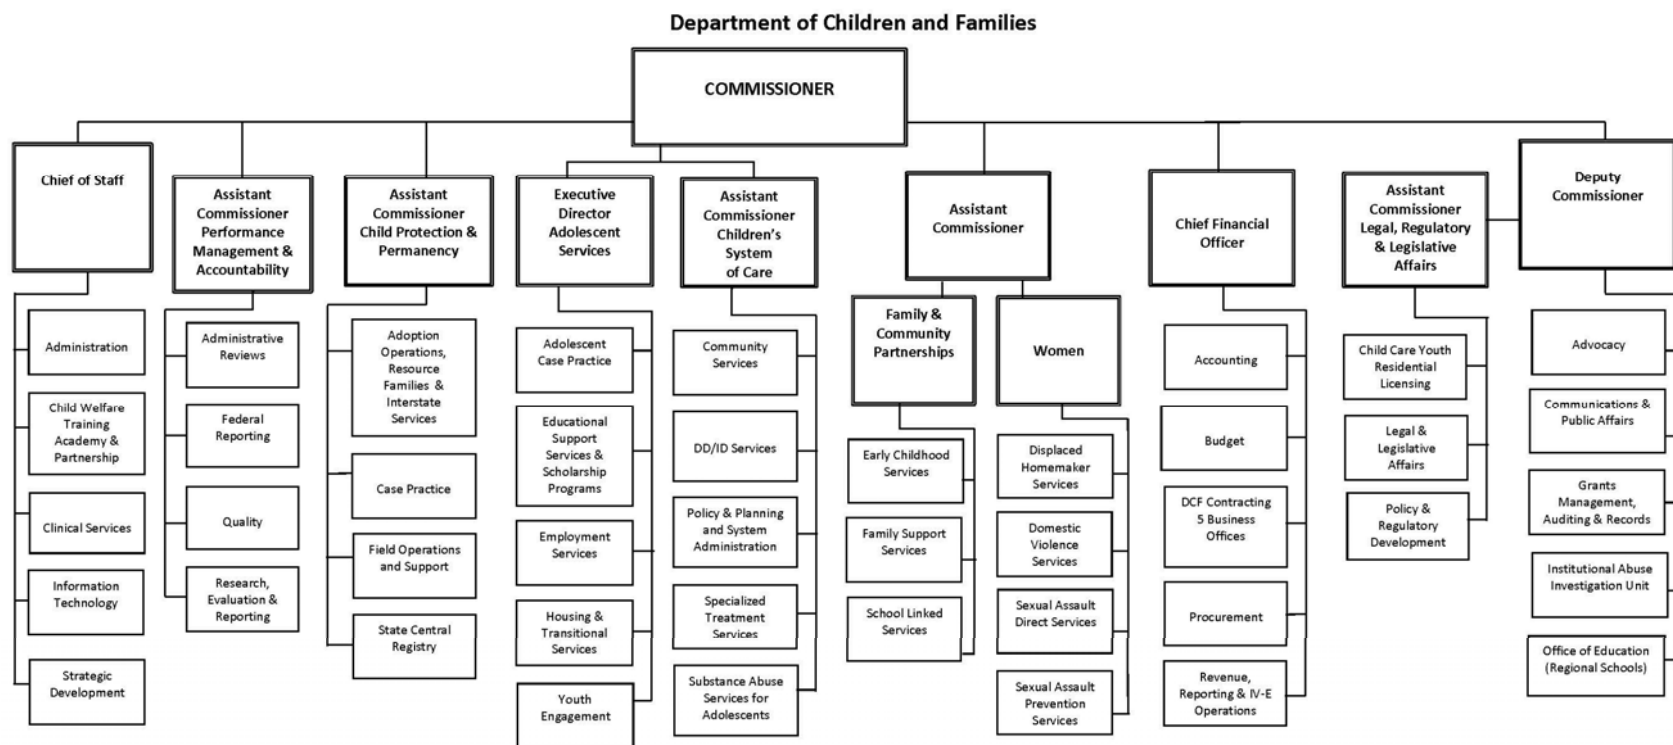 Department of Children and Families
COMMISSIONER
Chief of Staff
Assistant
Commissioner
Performance
Management &
Accountability
Assistant
Commissioner
Child Protection &
Permanency
Executive
Director
Adolescent
Services
Assistant
Commissioner
Children's
System
of Care
Assistant
Commissioner
Chief Financial
Officer
Assistant
Commissioner
Legal, Regulatory
& Legislative
Affairs
Deputy
Commissioner
Family &
Community
Partnerships
Women
Administration
Child Welfare
Training
Academy &
Partnership
Clinical Services
Information
Technology
Strategic
Development
Administrative
Reviews
Federal
Reporting
Quality
Research,
Evaluation &
Reporting
Adoption
Operations,
Resource
Families &
Interstate
Services
Case Practice
Field Operations
and Support
State Central
Registry
Adolescent
Case Practice
Educational
Support
Services &
Scholarship
Programs
Employment
Services
Housing &
Transitional
Services
Youth
Engagement
Community
Services
DD/ID Services
Policy & Planning
and System
Administration
Specialized
Treatment
Services
Substance Abuse
Services for
Adolescents
Early Childhood
Services
Family Support
Services
School Linked
Services
Displaced
Homemaker
Services
Domestic
Violence
Services
Sexual Assault
Direct Services
Sexual Assault
Prevention
Services
Accounting
Budget
DCF Contracting
5 Business
Offices
Procurement
Revenue,
Reporting & IV-E
Operations
Child Care Youth
Residential
Licensing
Legal &
Legislative
Affairs
Policy &
Regulatory
Development
Advocacy
Communications &
Public Affairs
Grants
Management,
Auditing & Records
Institutional Abuse
Investigation Unit
Office of Education
(Regional Schools)